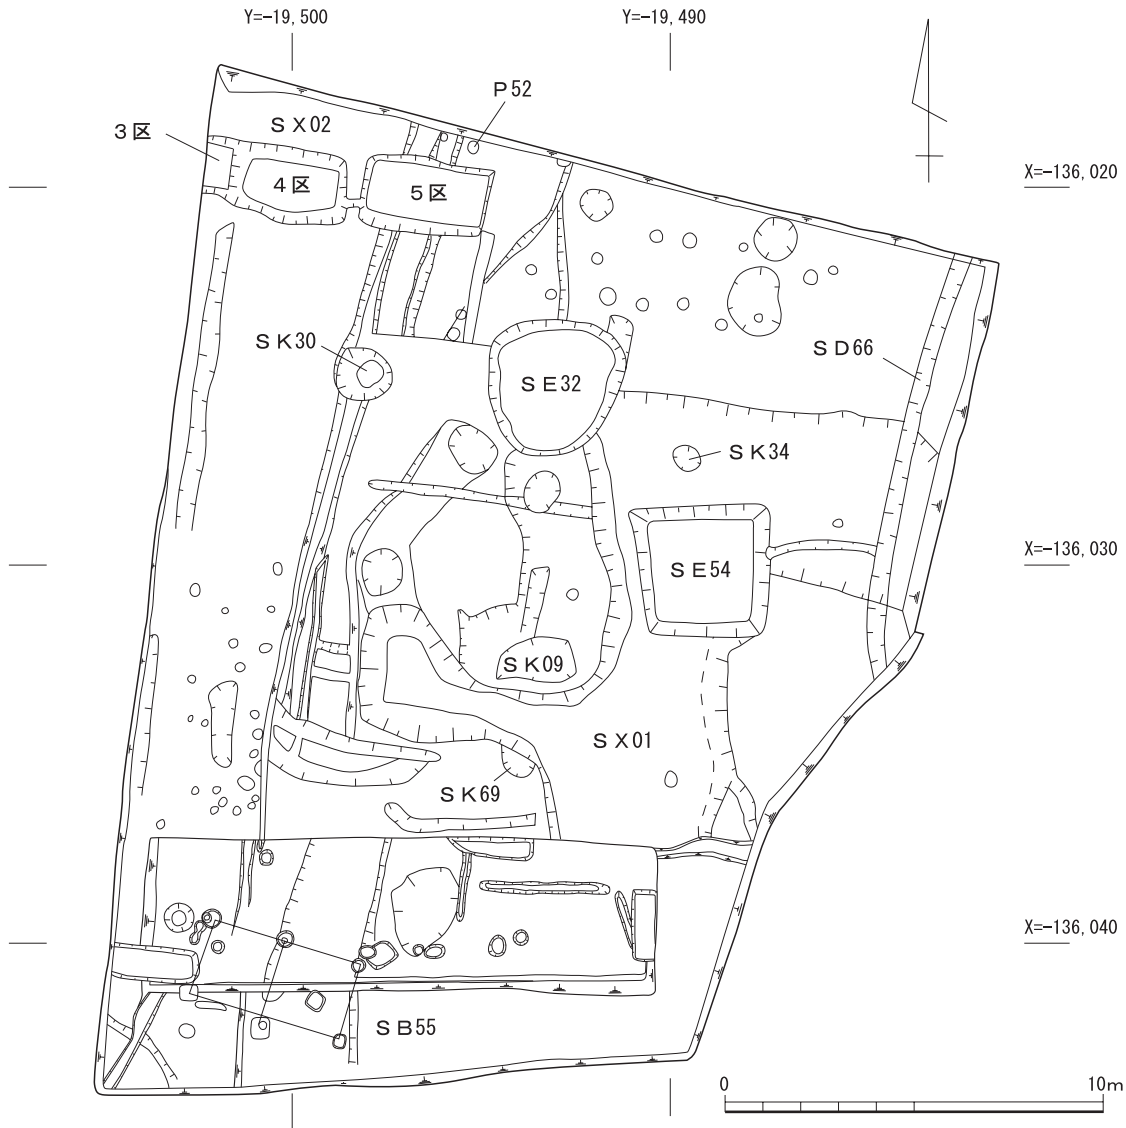 Y=-19,500
Y=-19,490
P52
3区
SX02
X=-136,020
4区
5区
SK30
SD66
SE32
SK34
X=-136,030
SE54
SK09
SX01
SK69
X=-136,040
SB55
0
10m